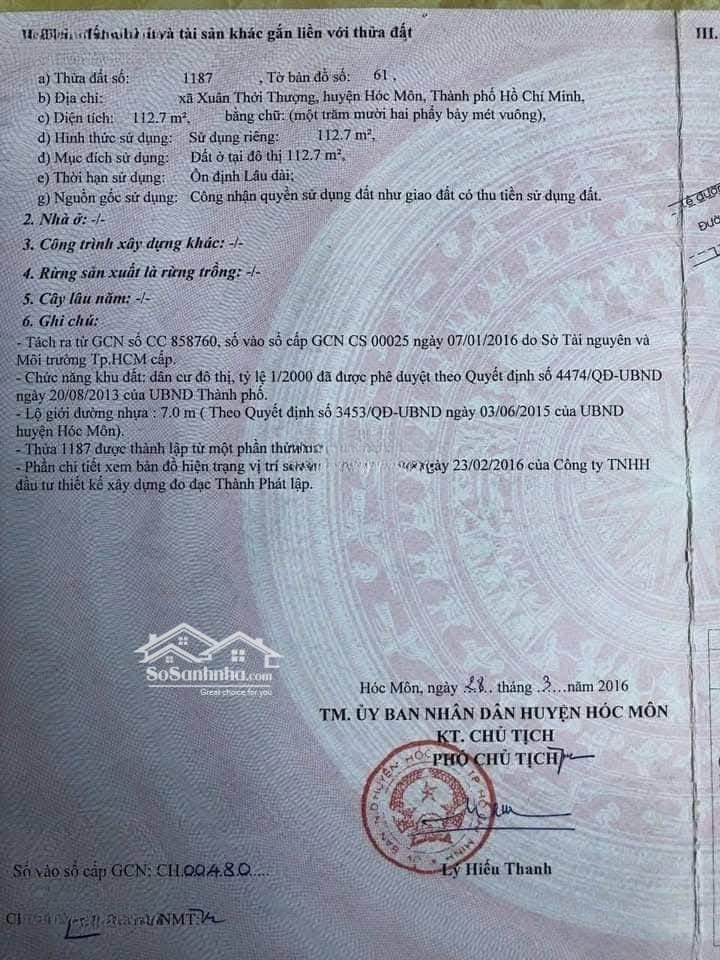 và tài sản khác gắn liền với thửa đất
III.
a) Thửa đất số: 1187 , Tờ bản đồ số: 61 ,
b) Địa chỉ: xã Xuân Thới Thượng, huyện Hóc Môn, Thành phố Hồ Chí Minh,
c) Diện tích: 112.7 m², bằng chữ: (một trăm mười hai phẩy bảy mét vuông),
d) Hình thức sử dụng: Sử dụng riêng: 112.7 m²,
đ) Mục đích sử dụng: Đất ở tại đô thị 112.7 m²,
e) Thời hạn sử dụng: Ổn định Lâu dài;
g) Nguồn gốc sử dụng: Công nhận quyền sử dụng đất như giao đất có thu tiền sử dụng đất.
2. Nhà ở: -/-
3. Công trình xây dựng khác: -/-
4. Rừng sản xuất là rừng trồng: -/-
5. Cây lâu năm: -/-
6. Ghi chú:
- Tách ra từ GCN số CC 858760, số vào sổ cấp GCN CS 00025 ngày 07/01/2016 do Sở Tài nguyên và
Môi trường Tp.HCM cấp.
- Chức năng khu đất: dân cư đô thị, tỷ lệ 1/2000 đã được phê duyệt theo Quyết định số 4474/QĐ-UBND
ngày 20/08/2013 của UBND Thành phố.
- Lộ giới đường nhựa : 7.0 m ( Theo Quyết định số 3453/QĐ-UBND ngày 03/06/2015 của UBND
huyện Hóc Môn).
- Thửa 1187 được thành lập từ một phần thửa
- Phần chi tiết xem bản đồ hiện trạng vị trí ngày 23/02/2016 của Công ty TNHH
đầu tư thiết kế xây dựng đo đạc Thành Phát lập.
SoSanhnha.com
Great choice for you
Hóc Môn, ngày 28.. tháng .3...năm 2016
TM. ỦY BAN NHÂN DÂN HUYỆN HÓC MÔN
KT. CHỦ TỊCH
PHÓ CHỦ TỊCH
Lý Hiếu Thanh
Số vào sổ cấp GCN: CH.00480.....